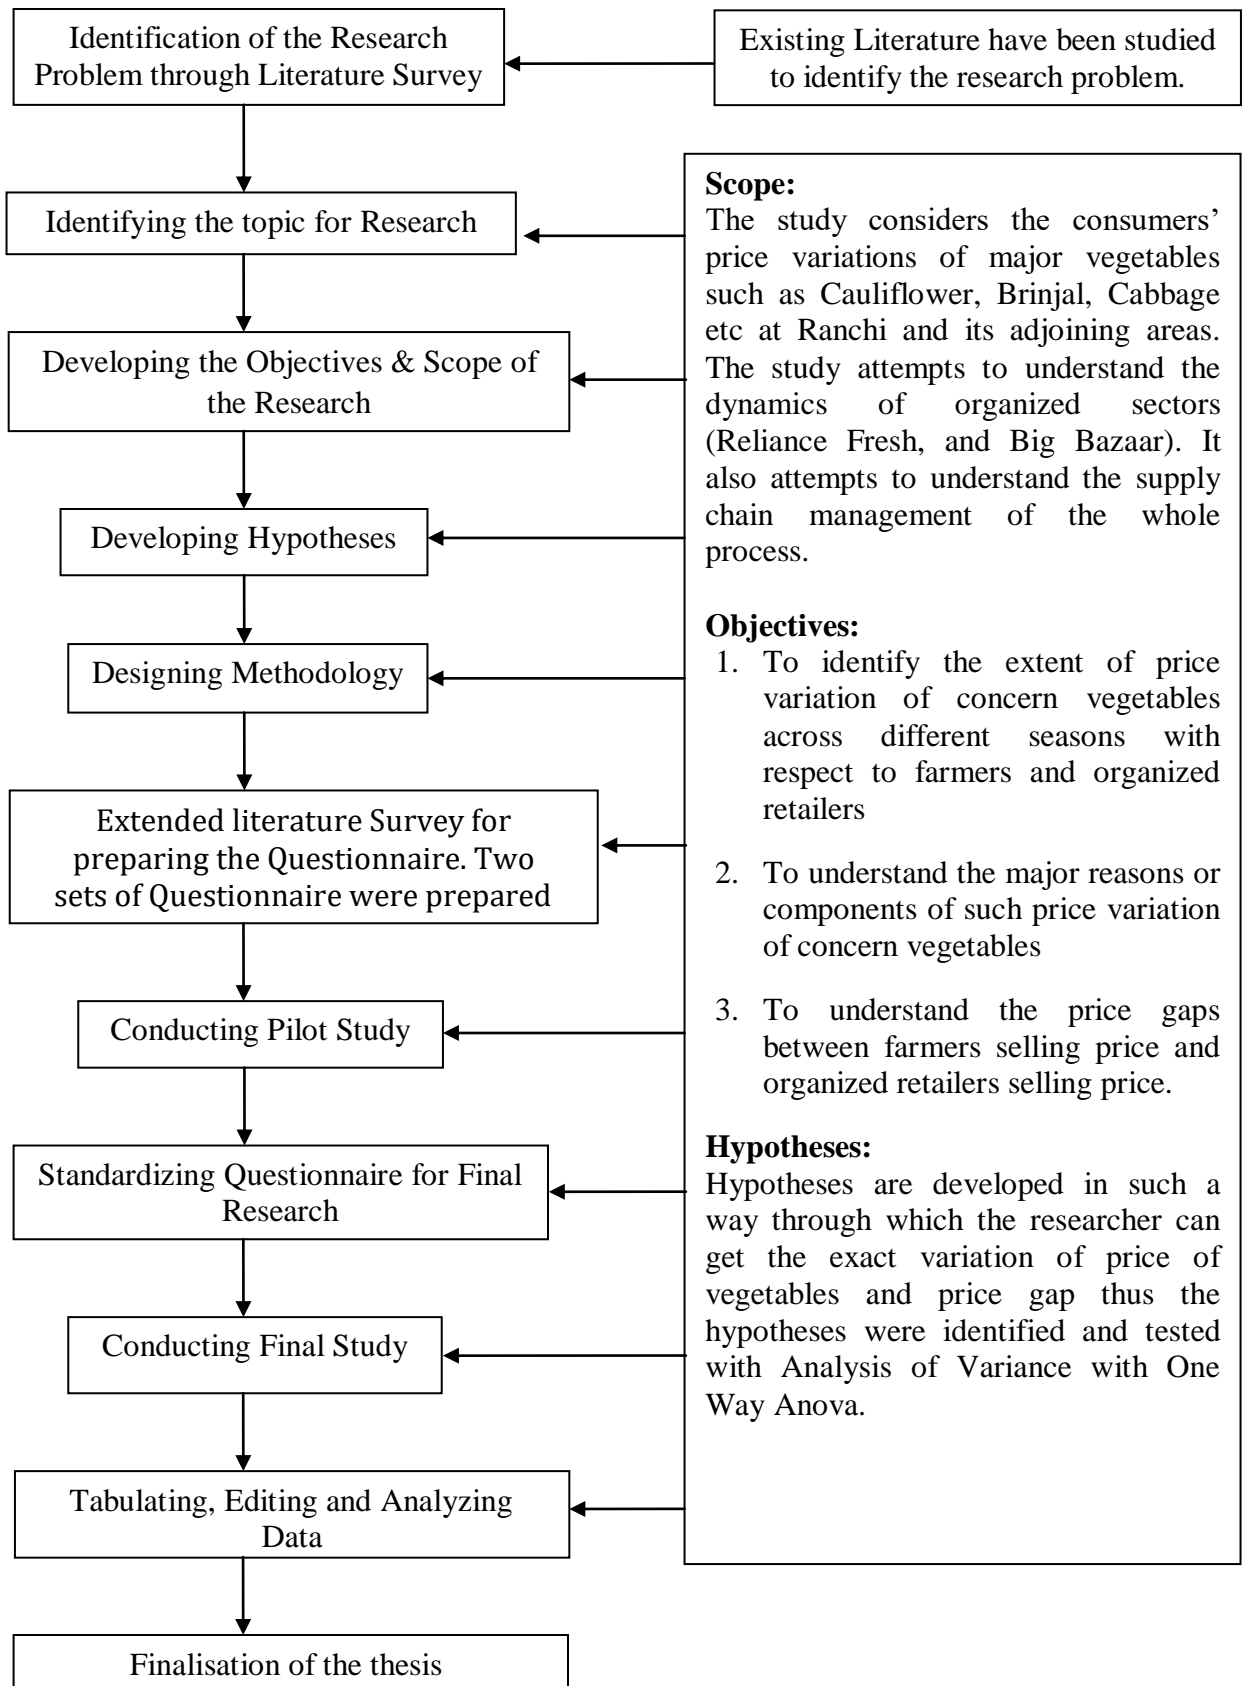 Identification of the Research
Problem through Literature Survey
Existing Literature have been studied
to identify the research problem.
Identifying the topic for Research
Developing the Objectives & Scope of
the Research
Developing Hypotheses
Designing Methodology
Extended literature Survey for
preparing the Questionnaire. Two
sets of Questionnaire were prepared
Conducting Pilot Study
Standardizing Questionnaire for Final
Research
Conducting Final Study
Tabulating, Editing and Analyzing
Data
Finalisation of the thesis
Scope:
The study considers the consumers’
price variations of major vegetables
such as Cauliflower, Brinjal, Cabbage
etc at Ranchi and its adjoining areas.
The study attempts to understand the
dynamics of organized sectors
(Reliance Fresh, and Big Bazaar). It
also attempts to understand the supply
chain management of the whole
process.
Objectives:
1. To identify the extent of price
variation of concern vegetables
across different seasons with
respect to farmers and organized
retailers
2. To understand the major reasons or
components of such price variation
of concern vegetables
3. To understand the price gaps
between farmers selling price and
organized retailers selling price.
Hypotheses:
Hypotheses are developed in such a
way through which the researcher can
get the exact variation of price of
vegetables and price gap thus the
hypotheses were identified and tested
with Analysis of Variance with One
Way Anova.